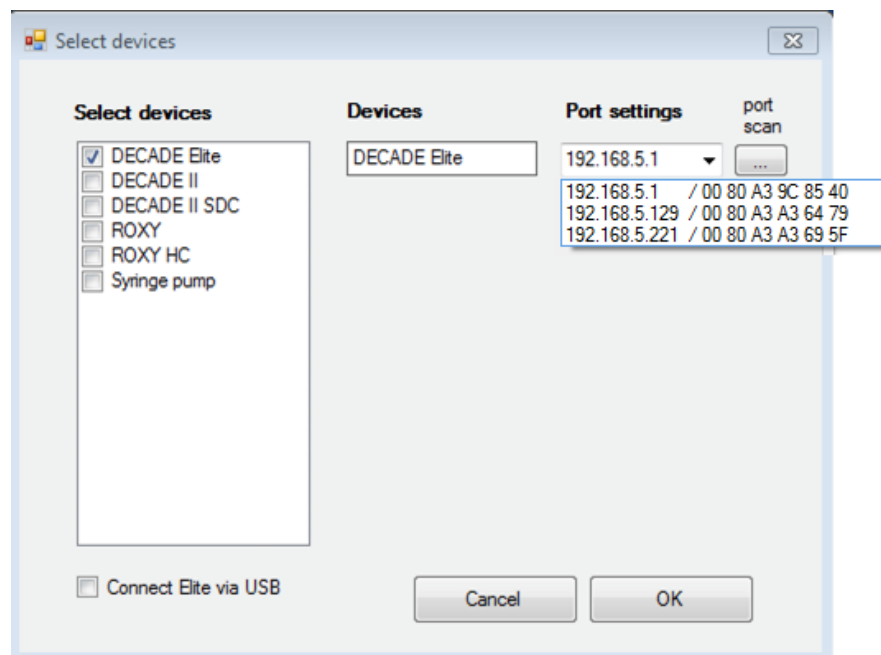 Select devices
Select devices
Devices
Port settings
port
scan
DECADE Elite
DECADE II
DECADE II SDC
ROXY
ROXY HC
Syringe pump
DECADE Elite
192.168.5.1
...
192.168.5.1 / 00 80 A3 9C 85 40
192.168.5.129 / 00 80 A3 A3 64 79
192.168.5.221 / 00 80 A3 A3 69 5F
Connect Elite via USB
Cancel
OK